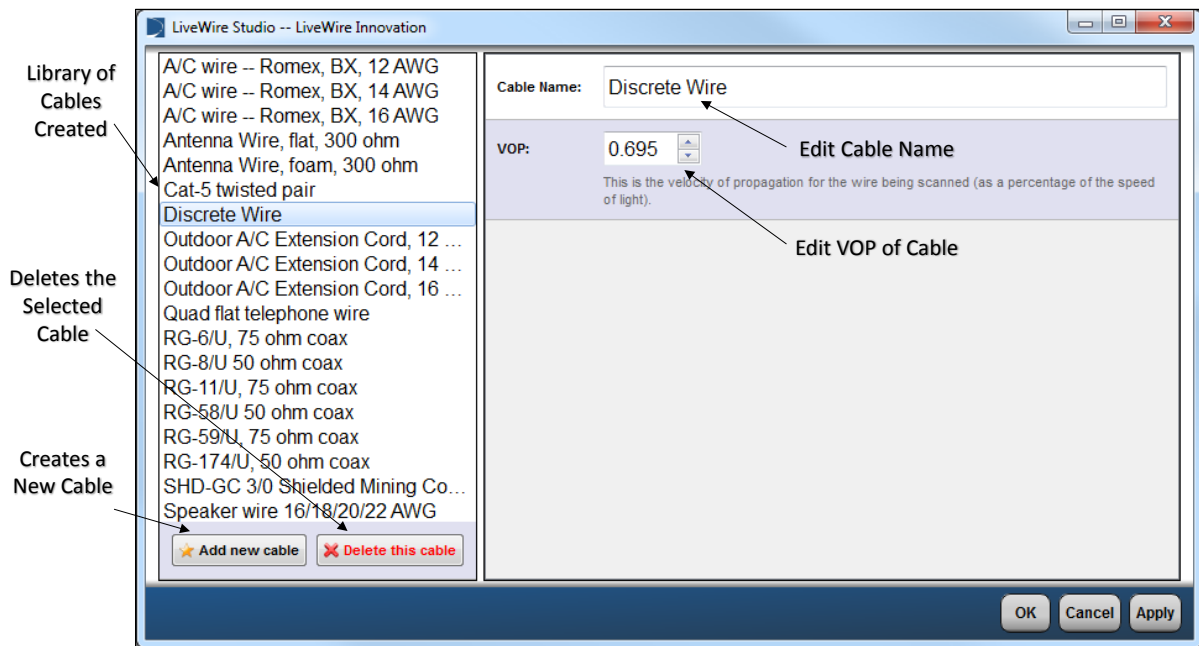 LiveWire Studio -- LiveWire Innovation
Library of
Cables
Created
Deletes the
Selected
Cable
Creates a
New Cable
A/C wire -- Romex, BX, 12 AWG
A/C wire -- Romex, BX, 14 AWG
A/C wire -- Romex, BX, 16 AWG
Antenna Wire, flat, 300 ohm
Antenna Wire, foam, 300 ohm
Cat-5 twisted pair
Discrete Wire
Outdoor A/C Extension Cord, 12 ...
Outdoor A/C Extension Cord, 14 ...
Outdoor A/C Extension Cord, 16 ...
Quad flat telephone wire
RG-6/U, 75 ohm coax
RG-8/U 50 ohm coax
RG-11/U, 75 ohm coax
RG-58/U 50 ohm coax
RG-59/U, 75 ohm coax
RG-174/U, 50 ohm coax
SHD-GC 3/0 Shielded Mining Co...
Speaker wire 16/18/20/22 AWG
Add new cable
Delete this cable
Cable Name:
Discrete Wire
Edit Cable Name
VOP:
0.695
This is the velocity of propagation for the wire being scanned (as a percentage of the speed
of light).
Edit VOP of Cable
OK
Cancel
Apply